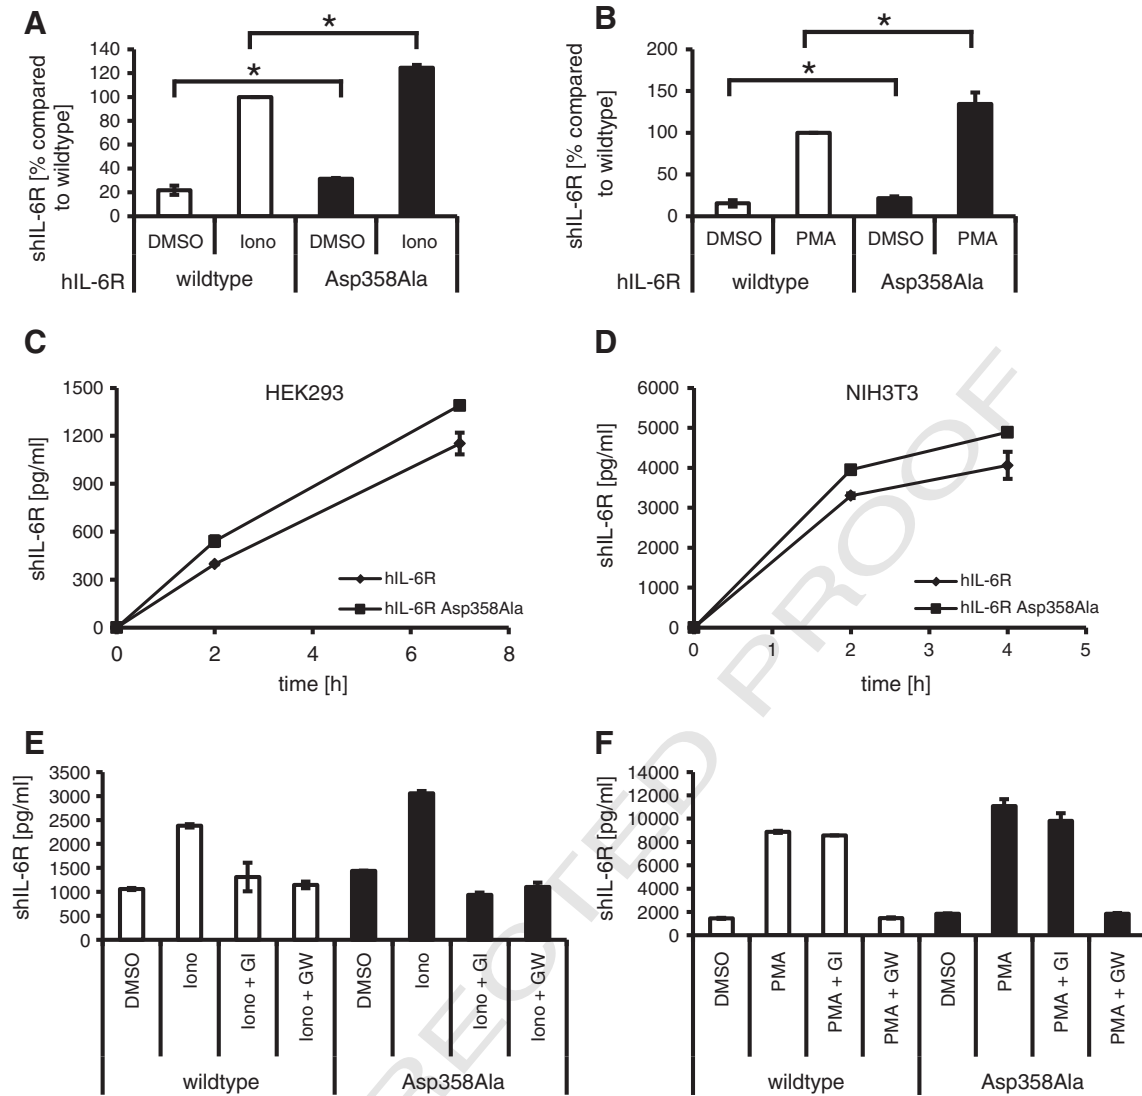 A
shIL-6R [% compared
to wildtype]
140
120
100
80
60
40
20
0
*
*
DMSO Iono DMSO Iono
hIL-6R wildtype Asp358Ala
B
shIL-6R [% compared
to wildtype]
200
150
100
50
0
*
*
DMSO PMA DMSO PMA
hIL-6R wildtype Asp358Ala
C
HEK293
shIL-6R [pg/ml]
1500
1200
900
600
300
0
hIL-6R
hIL-6R Asp358Ala
0 2 4 6 8
time [h]
D
NIH3T3
shIL-6R [pg/ml]
6000
5000
4000
3000
2000
1000
0
hIL-6R
hIL-6R Asp358Ala
0 1 2 3 4 5
time [h]
E
shIL-6R [pg/ml]
3500
3000
2500
2000
1500
1000
500
0
DMSO
Iono
Iono + GI
Iono + GW
DMSO
Iono
Iono + GI
Iono + GW
wildtype Asp358Ala
F
shIL-6R [pg/ml]
14000
12000
10000
8000
6000
4000
2000
0
DMSO
PMA
PMA + GI
PMA + GW
DMSO
PMA
PMA + GI
PMA + GW
wildtype Asp358Ala
RECTED PROOF